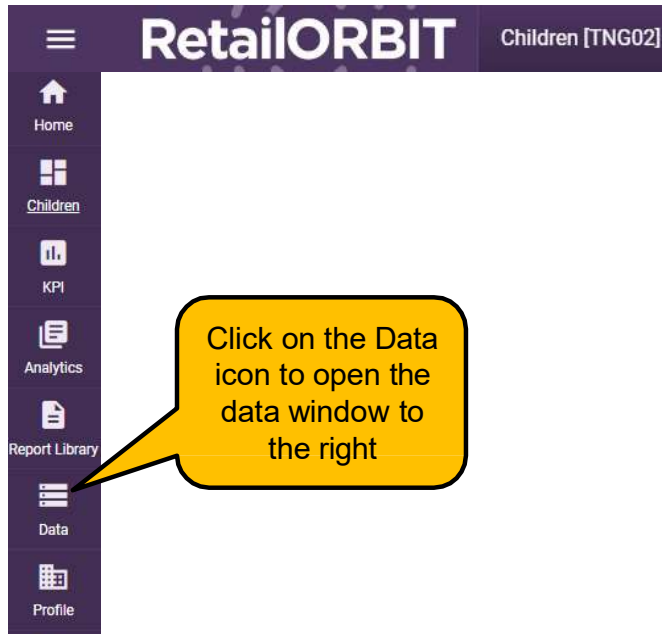 RetailORBIT
Children [TNG02]
Home
Children
KPI
Analytics
Report Library
Data
Profile
Click on the Data
icon to open the
data window to
the right